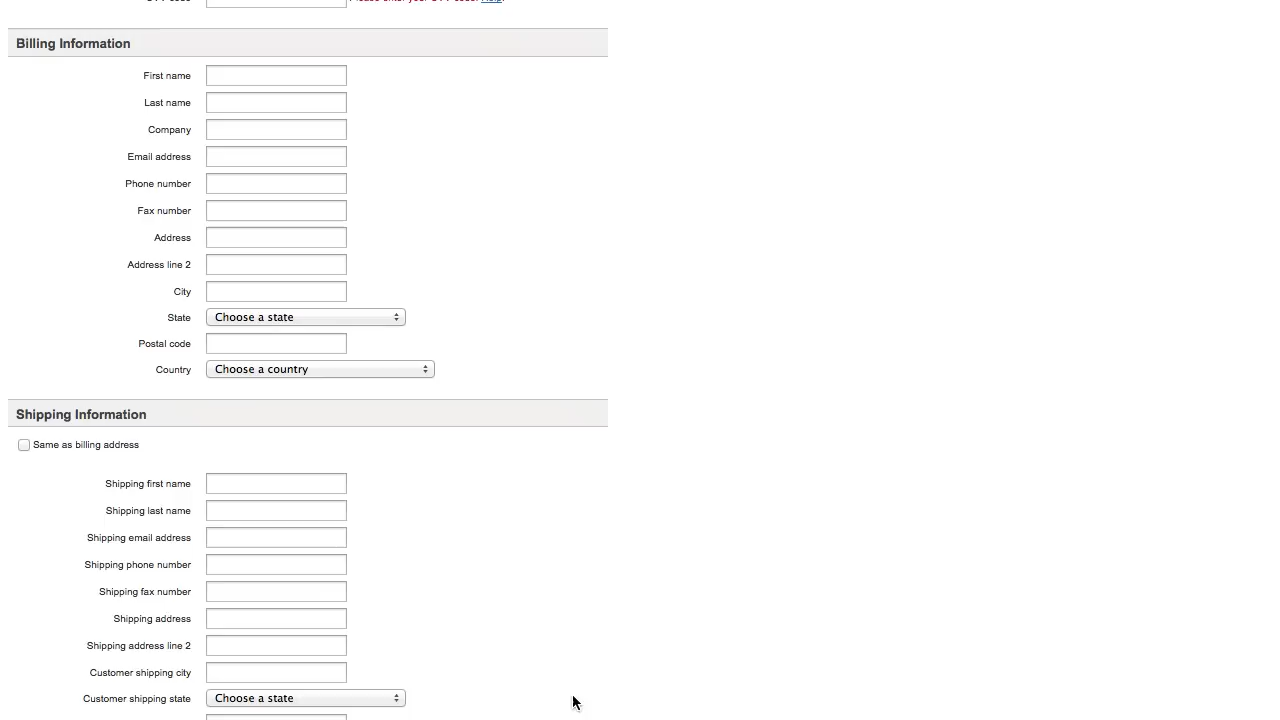 Billing Information
First name
Last name
Company
Email address
Phone number
Fax number
Address
Address line 2
City
State Choose a state
Postal code
Country Choose a country
Shipping Information
Same as billing address
Shipping first name
Shipping last name
Shipping email address
Shipping phone number
Shipping fax number
Shipping address
Shipping address line 2
Customer shipping city
Customer shipping state Choose a state